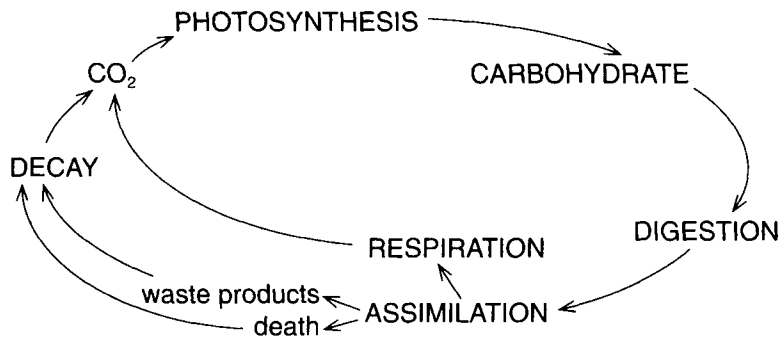 PHOTOSYNTHESIS
CO₂
CARBOHYDRATE
DECAY
DIGESTION
RESPIRATION
waste products
ASSIMILATION
death